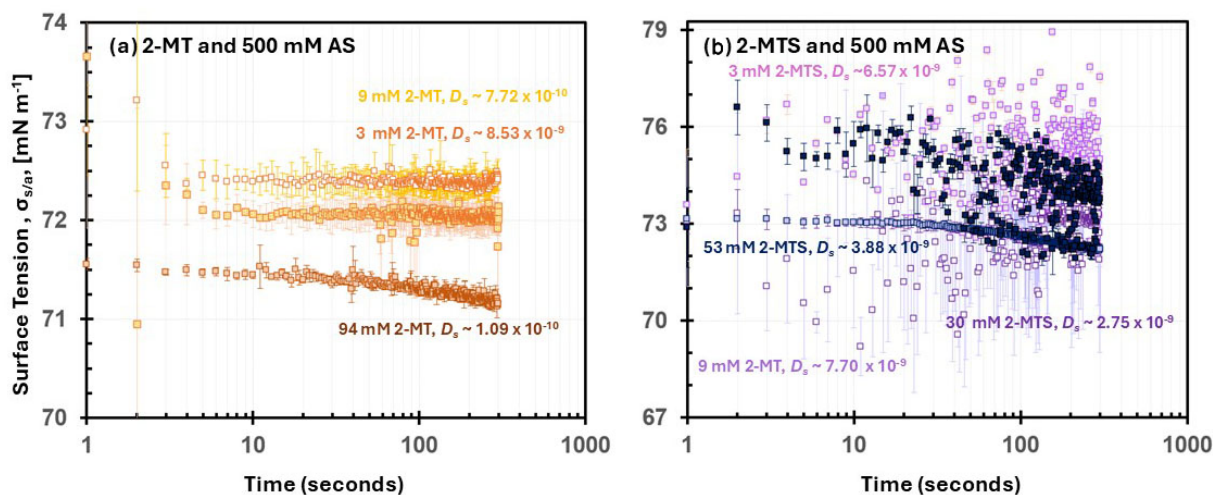 (a) 2-MT and 500 mM AS
9 mM 2-MT, Dₛ ~ 7.72 x 10⁻¹⁰
3 mM 2-MT, Dₛ ~ 8.53 x 10⁻⁹
94 mM 2-MT, Dₛ ~ 1.09 x 10⁻¹⁰
Surface Tension , σs/a, [mN m⁻¹]
74
73
72
71
70
1 10 100 1000
Time (seconds)
(b) 2-MTS and 500 mM AS
3 mM 2-MTS, Dₛ ~6.57 x 10⁻⁹
53 mM 2-MTS, Dₛ ~ 3.88 x 10⁻⁹
30 mM 2-MTS, Dₛ ~ 2.75 x 10⁻⁹
9 mM 2-MT, Dₛ ~ 7.70 x 10⁻⁹
79
76
73
70
67
1 10 100 1000
Time (seconds)